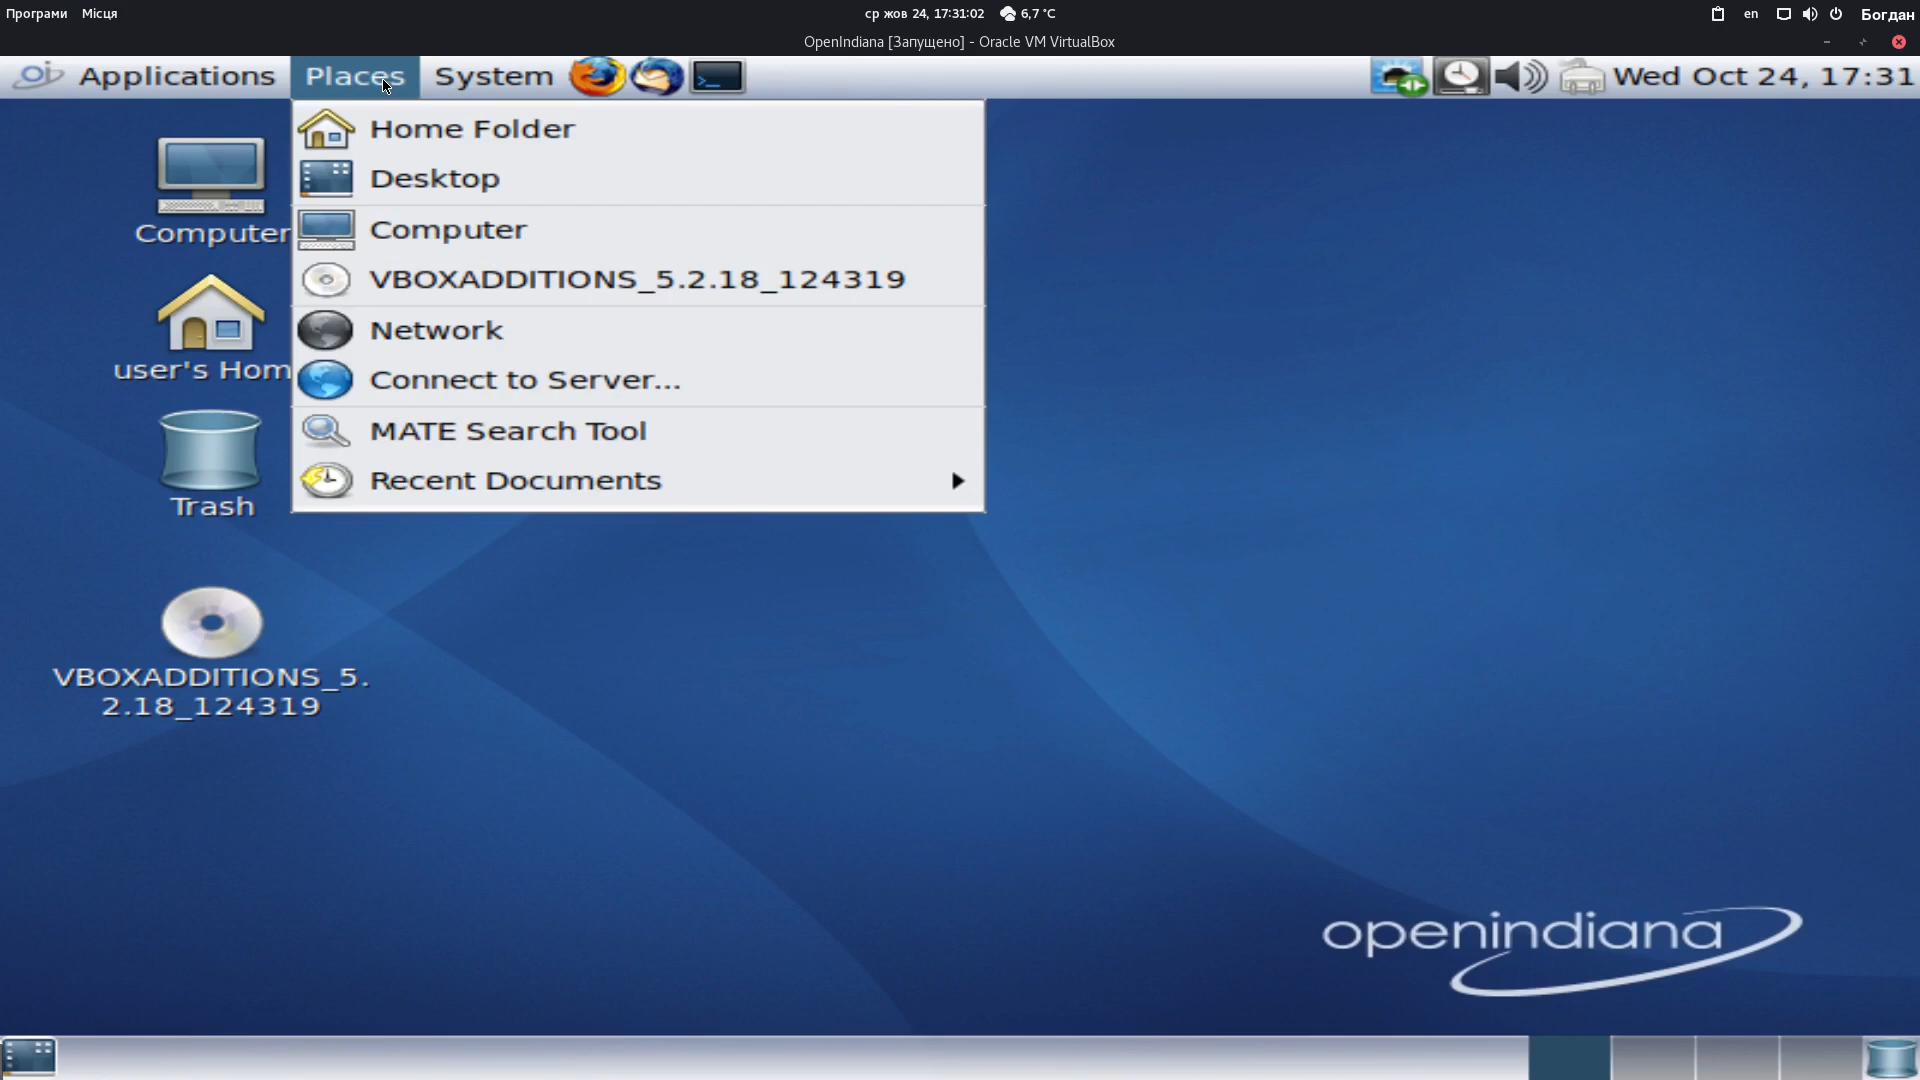 Програми Місця ср жов 24, 17:31:02 6,7 °C en Богдан
OpenIndiana [Запущено] - Oracle VM VirtualBox
Applications Places System Wed Oct 24, 17:31
Home Folder
Desktop
Computer
VBOXADDITIONS_5.2.18_124319
Network
Connect to Server...
MATE Search Tool
Recent Documents
Computer
user's Hom
Trash
VBOXADDITIONS_5.
2.18_124319
openindiana